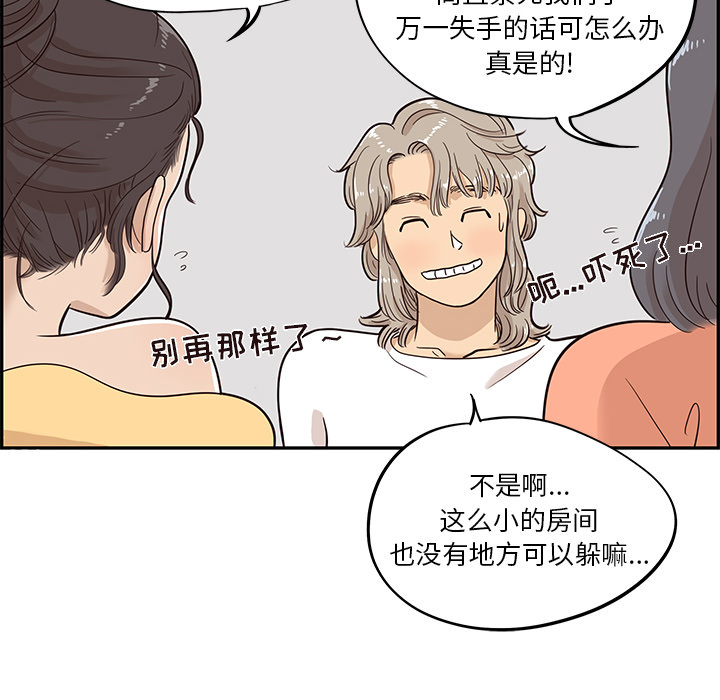 万一失手的话可怎么办
真是的!
呃...吓死了...
别再那样了~
不是啊...
这么小的房间
也没有地方可以躲嘛...